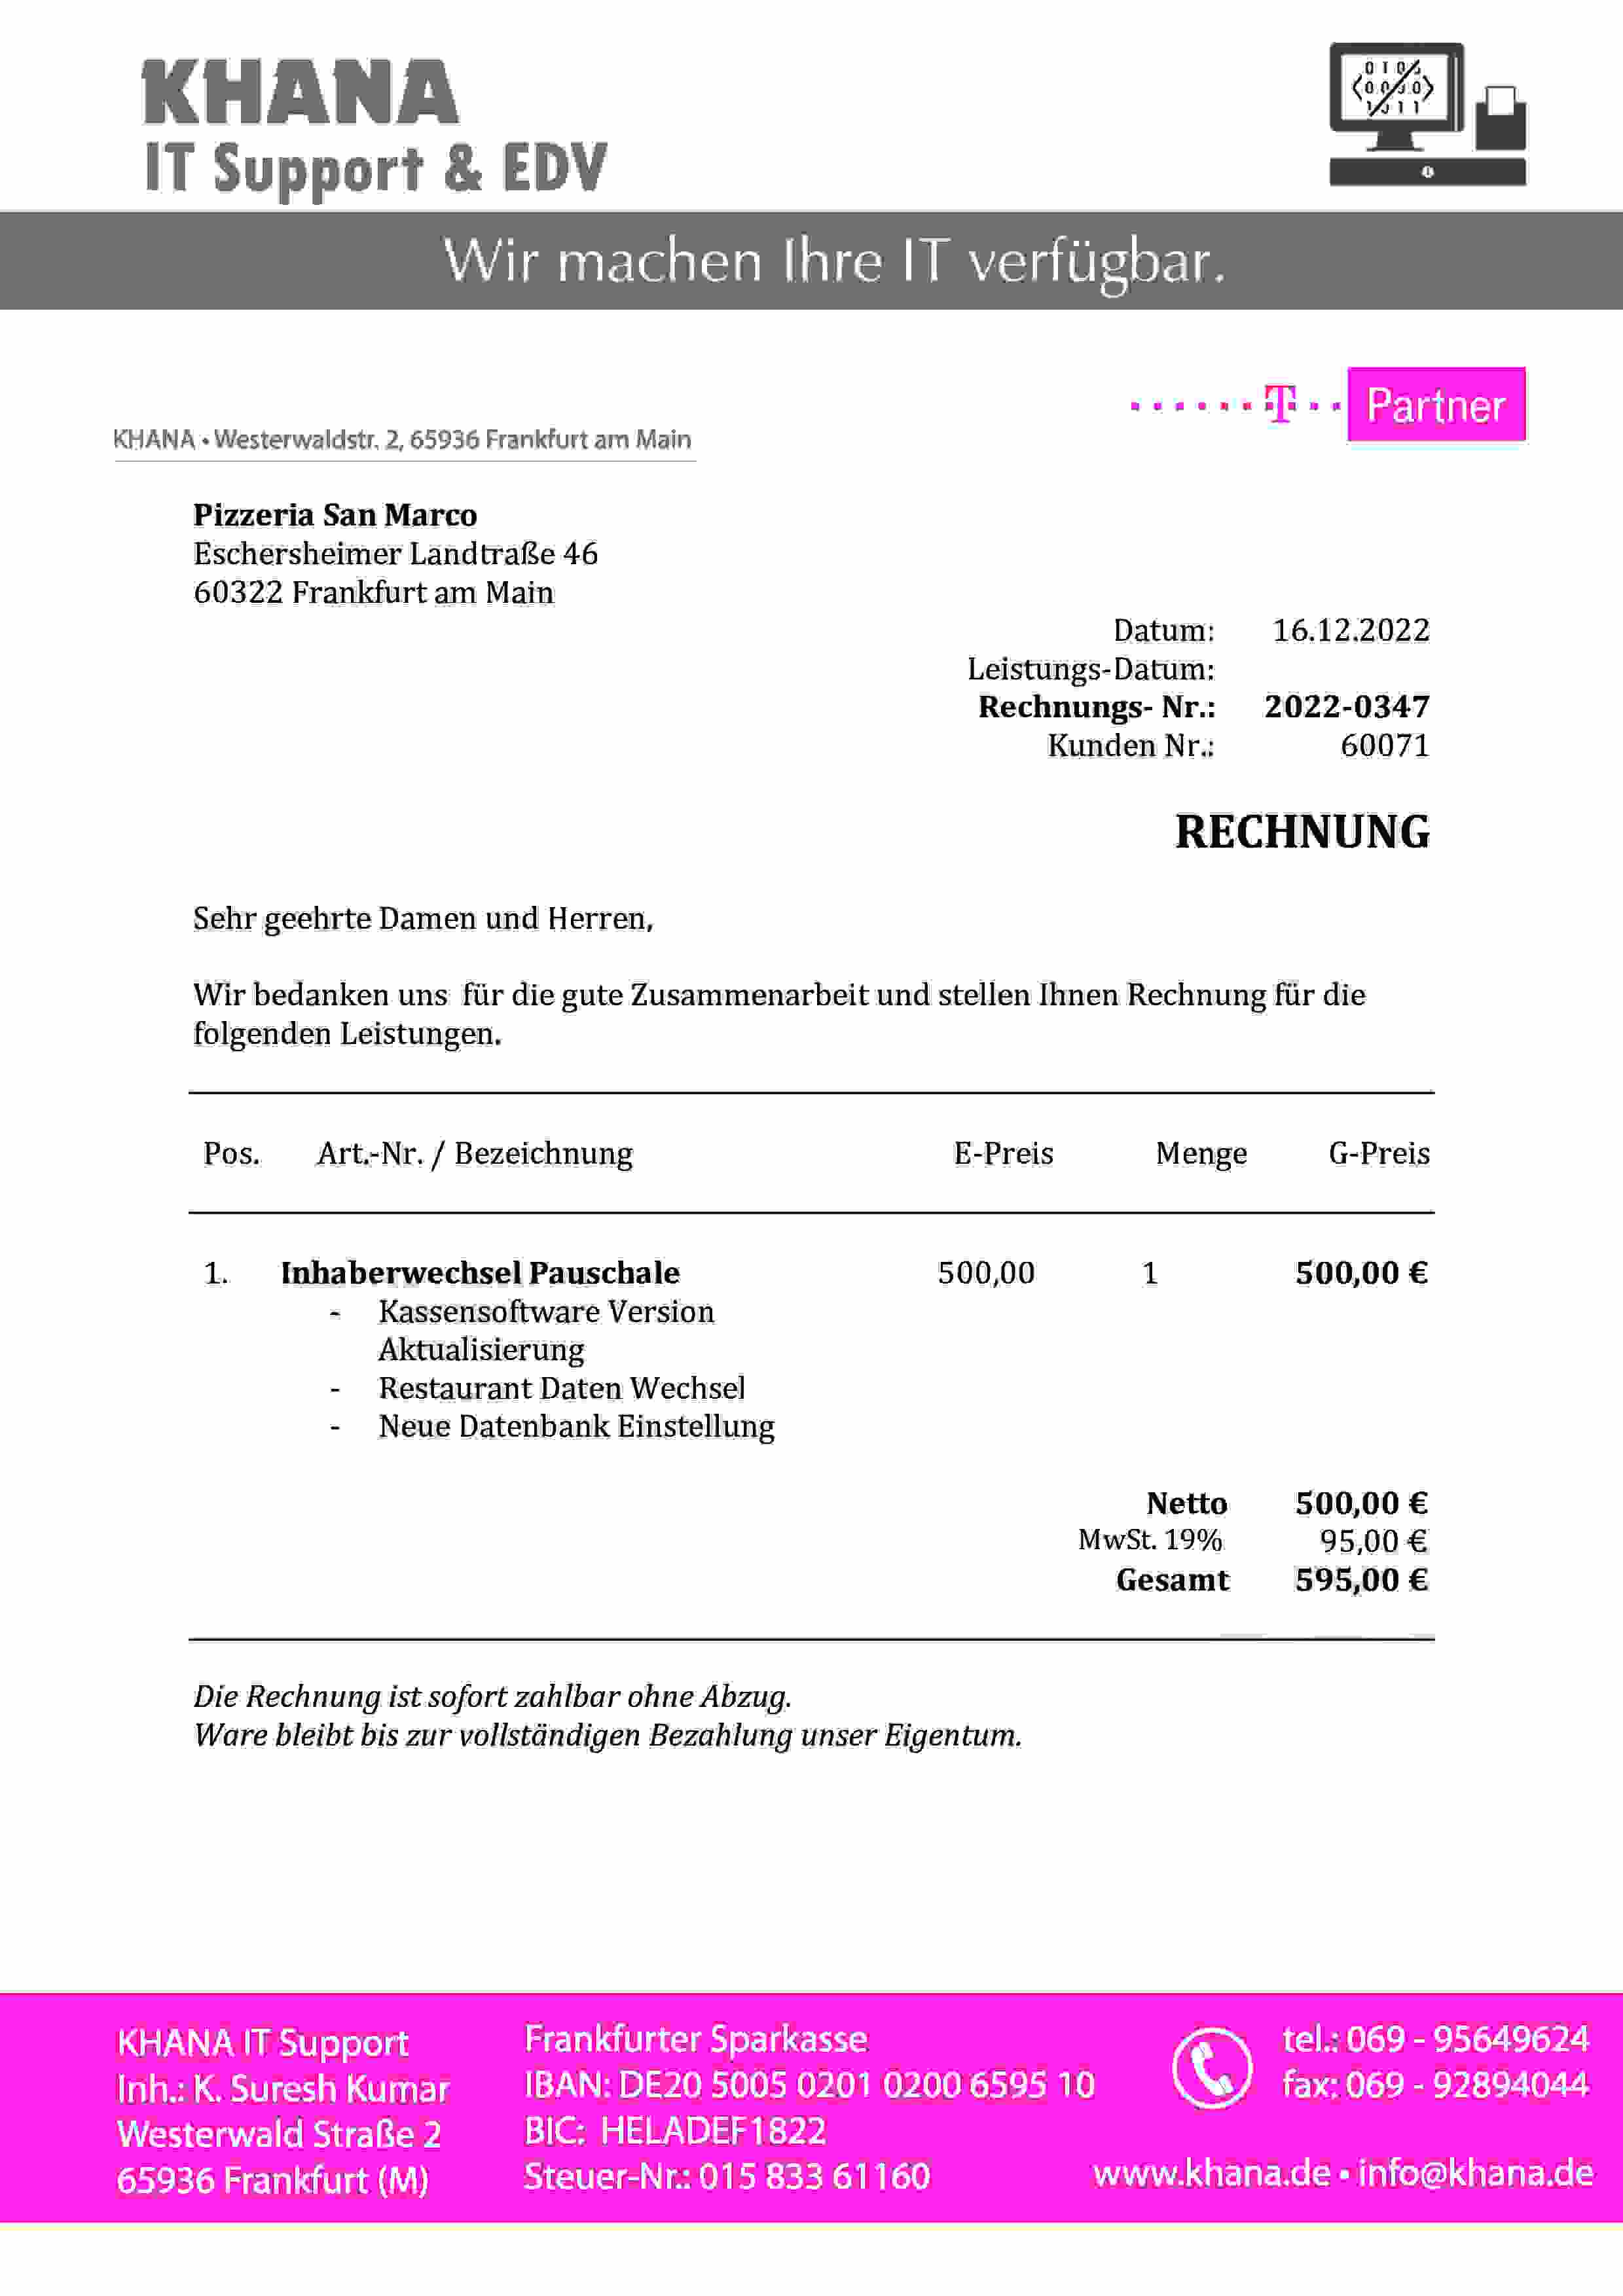 KHANA
IT Support & EDV
Wir machen Ihre IT verfügbar.
T Partner
KHANA • Westerwaldstr. 2, 65936 Frankfurt am Main
Pizzeria San Marco
Eschersheimer Landtraße 46
60322 Frankfurt am Main
Datum: 16.12.2022
Leistungs-Datum:
Rechnungs- Nr.: 2022-0347
Kunden Nr.: 60071
RECHNUNG
Sehr geehrte Damen und Herren,
Wir bedanken uns für die gute Zusammenarbeit und stellen Ihnen Rechnung für die
folgenden Leistungen.
Pos. Art.-Nr. / Bezeichnung E-Preis Menge G-Preis
1. Inhaberwechsel Pauschale 500,00 1 500,00 €
- Kassensoftware Version
Aktualisierung
- Restaurant Daten Wechsel
- Neue Datenbank Einstellung
Netto 500,00 €
MwSt. 19% 95,00 €
Gesamt 595,00 €
Die Rechnung ist sofort zahlbar ohne Abzug.
Ware bleibt bis zur vollständigen Bezahlung unser Eigentum.
KHANA IT Support
Inh.: K. Suresh Kumar
Westerwald Straße 2
65936 Frankfurt (M)
Frankfurter Sparkasse
IBAN: DE20 5005 0201 0200 6595 10
BIC: HELADEF1822
Steuer-Nr.: 015 833 61160
tel.: 069 - 95649624
fax: 069 - 92894044
www.khana.de • info@khana.de